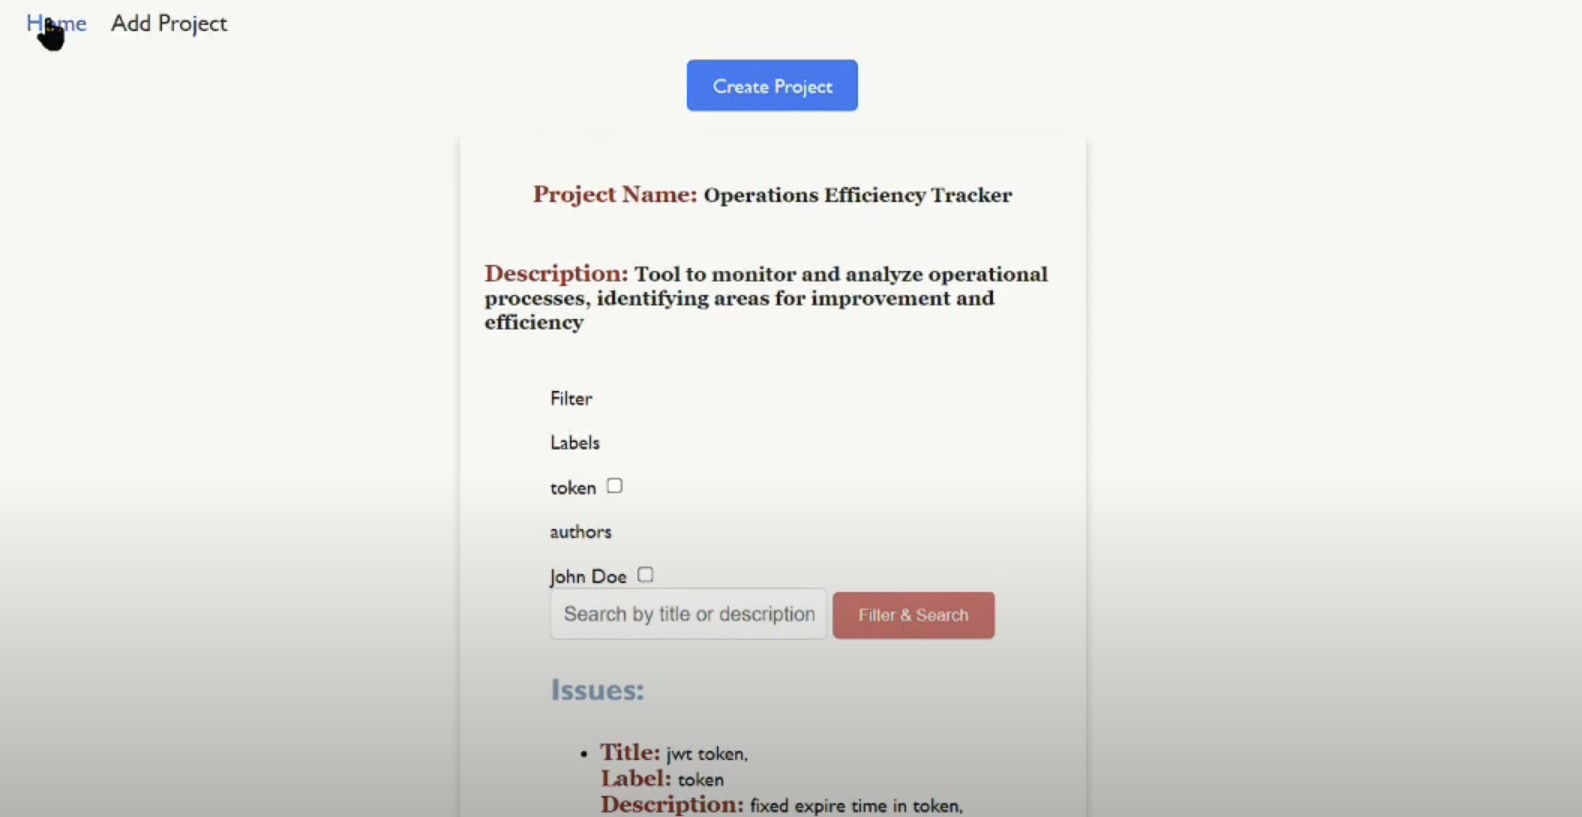 Home Add Project
Create Project
Project Name: Operations Efficiency Tracker
Description: Tool to monitor and analyze operational
processes, identifying areas for improvement and
efficiency
Filter
Labels
token
authors
John Doe
Search by title or description Filter & Search
Issues:
• Title: jwt token,
Label: token
Description: fixed expire time in token,